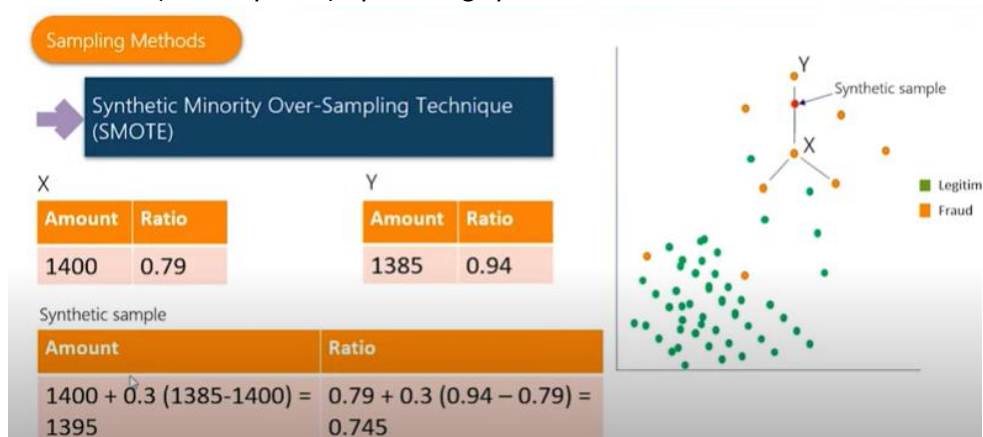 Sampling Methods
Synthetic Minority Over-Sampling Technique
(SMOTE)
X
Amount Ratio
1400 0.79
Y
Amount Ratio
1385 0.94
Synthetic sample
Amount Ratio
1400 + 0.3 (1385-1400) = 0.79 + 0.3 (0.94 – 0.79) =
1395 0.745
Y
Synthetic sample
X
Legitim
Fraud